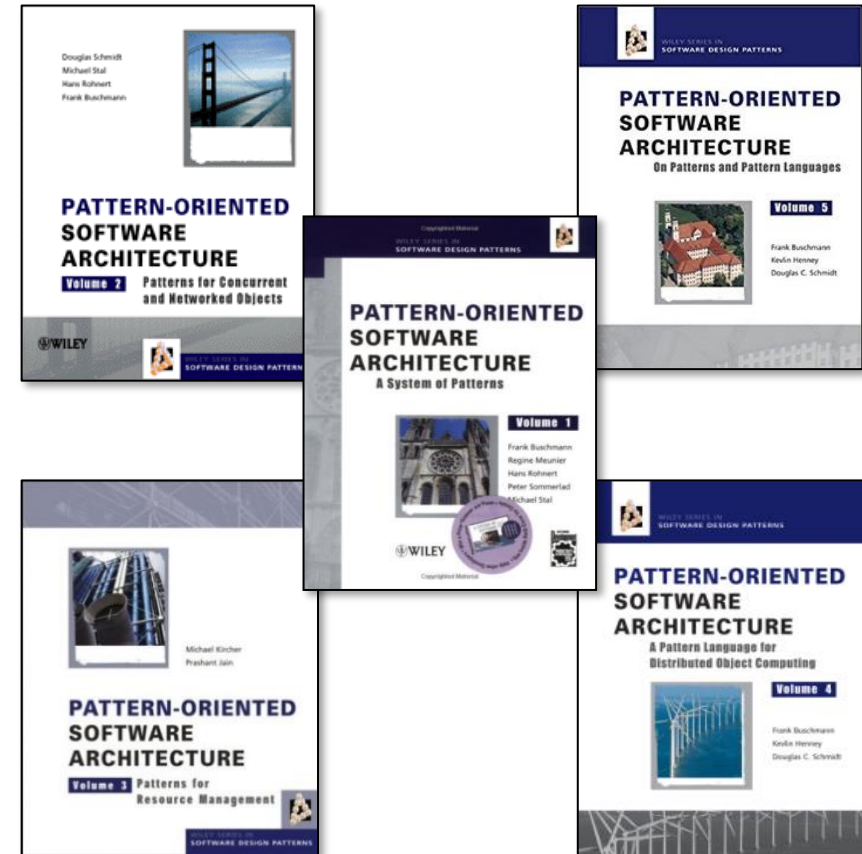 Douglas Schmidt
Michael Stal
Hans Rohnert
Frank Buschmann
PATTERN-ORIENTED
SOFTWARE
ARCHITECTURE
Volume 2 Patterns for Concurrent
and Networked Objects
WILEY
WILEY SERIES IN
SOFTWARE DESIGN PATTERN
WILEY SERIES IN
SOFTWARE DESIGN PATTERNS
PATTERN-ORIENTED
SOFTWARE
ARCHITECTURE
On Patterns and Pattern Languages
Volume 5
Frank Buschmann
Kevlin Henney
Douglas C. Schmidt
Copyrighted Material
WILEY SERIES IN
SOFTWARE DESIGN PATTERNS
PATTERN-ORIENTED
SOFTWARE
ARCHITECTURE
A System of Patterns
Volume 1
Frank Buschmann
Regine Meunier
Hans Rohnert
Peter Sommerlad
Michael Stal
WILEY
Copyrighted Material
Michael Kircher
Prashant Jain
PATTERN-ORIENTED
SOFTWARE
ARCHITECTURE
Volume 3 Patterns for
Resource Management
WILEY SERIES IN
SOFTWARE DESIGN PATTERNS
WILEY SERIES IN
SOFTWARE DESIGN PATTERNS
PATTERN-ORIENTED
SOFTWARE
ARCHITECTURE
A Pattern Language for
Distributed Object Computing
Volume 4
Frank Buschmann
Kevlin Henney
Douglas C. Schmidt